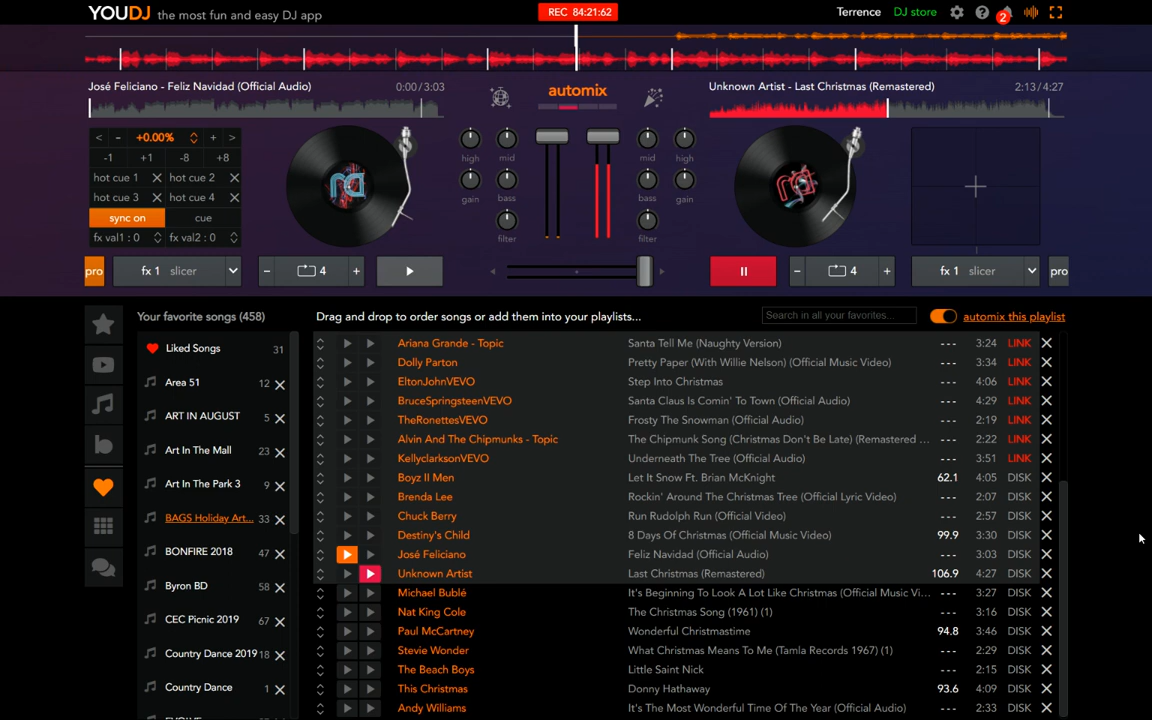 YOUDJ the most fun and easy DJ app
REC 84:21:62
Terrence DJ store 2
José Feliciano - Feliz Navidad (Official Audio) 0:00/3:03
automix
Unknown Artist - Last Christmas (Remastered) 2:13/4:27
< - +0.00% + >
-1 +1 -8 +8
hot cue 1 hot cue 2
hot cue 3 hot cue 4
sync on cue
fx val1 : 0 fx val2 : 0
high mid mid high
gain bass bass gain
filter filter
pro fx 1 slicer - 4 + - 4 + fx 1 slicer pro
Your favorite songs (458)
Drag and drop to order songs or add them into your playlists...
Search in all your favorites...
automix this playlist
Liked Songs 31
Area 51 12
ART IN AUGUST 5
Art In The Mall 23
Art In The Park 3 9
BAGS Holiday Art... 33
BONFIRE 2018 47
Byron BD 58
CEC Picnic 2019 67
Country Dance 2019 18
Country Dance 1
Ariana Grande - Topic Santa Tell Me (Naughty Version) --- 3:24 LINK
Dolly Parton Pretty Paper (With Willie Nelson) (Official Music Video) --- 3:34 LINK
EltonJohnVEVO Step Into Christmas --- 4:06 LINK
BruceSpringsteenVEVO Santa Claus Is Comin' To Town (Official Audio) --- 4:29 LINK
TheRonettesVEVO Frosty The Snowman (Official Audio) --- 2:19 LINK
Alvin And The Chipmunks - Topic The Chipmunk Song (Christmas Don't Be Late) (Remastered ... --- 2:22 LINK
KellyclarksonVEVO Underneath The Tree (Official Audio) --- 3:51 LINK
Boyz II Men Let It Snow Ft. Brian McKnight 62.1 4:05 DISK
Brenda Lee Rockin' Around The Christmas Tree (Official Lyric Video) --- 2:07 DISK
Chuck Berry Run Rudolph Run (Official Video) --- 2:57 DISK
Destiny's Child 8 Days Of Christmas (Official Music Video) 99.9 3:30 DISK
José Feliciano Feliz Navidad (Official Audio) --- 3:03 DISK
Unknown Artist Last Christmas (Remastered) 106.9 4:27 DISK
Michael Bublé It's Beginning To Look A Lot Like Christmas (Official Music Vi... --- 3:27 DISK
Nat King Cole The Christmas Song (1961) (1) --- 3:16 DISK
Paul McCartney Wonderful Christmastime 94.8 3:46 DISK
Stevie Wonder What Christmas Means To Me (Tamla Records 1967) (1) --- 2:29 DISK
The Beach Boys Little Saint Nick --- 2:15 DISK
This Christmas Donny Hathaway 93.6 4:09 DISK
Andy Williams It's The Most Wonderful Time Of The Year (Official Audio) --- 2:33 DISK